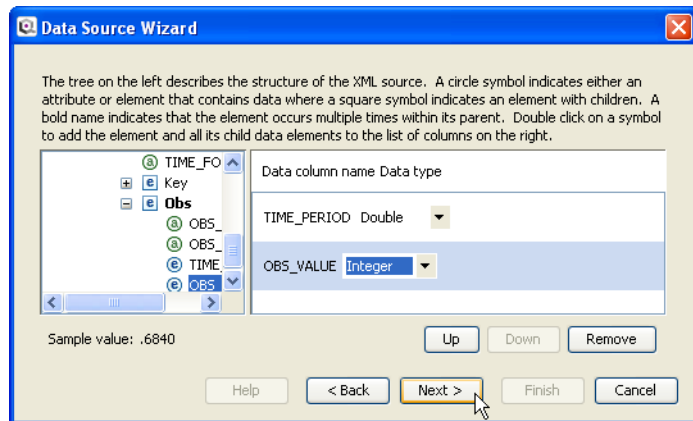 Data Source Wizard
The tree on the left describes the structure of the XML source. A circle symbol indicates either an
attribute or element that contains data where a square symbol indicates an element with children. A
bold name indicates that the element occurs multiple times within its parent. Double click on a symbol
to add the element and all its child data elements to the list of columns on the right.
a TIME_FO
e Key
e Obs
a OBS_
a OBS_
e TIME_
e OBS_
Data column name Data type
TIME_PERIOD Double
OBS_VALUE Integer
Sample value: .6840
Up Down Remove
Help < Back Next > Finish Cancel